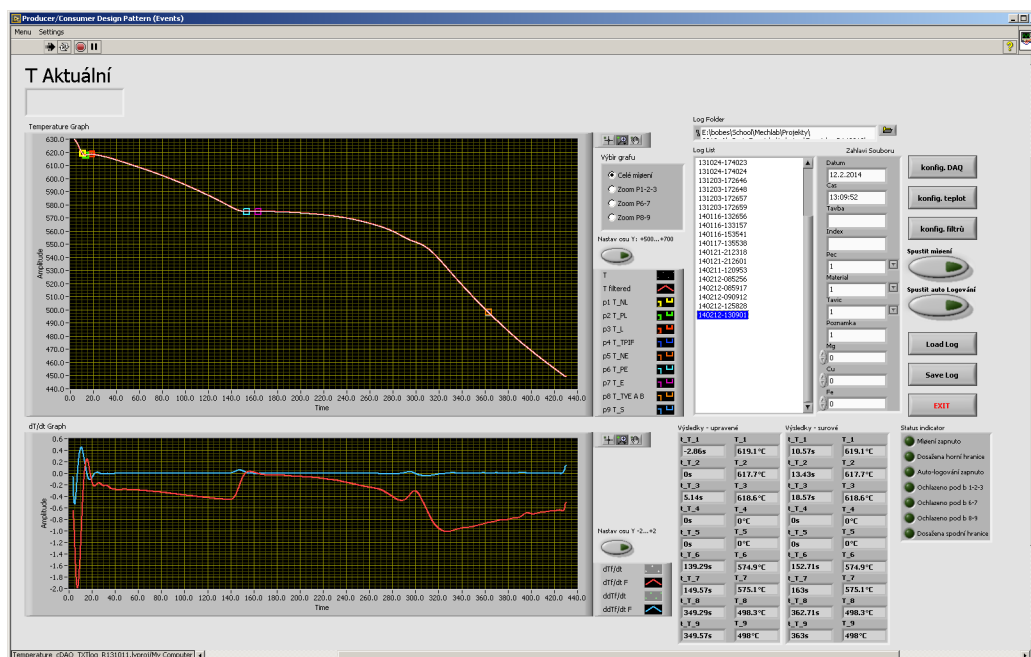 Producer/Consumer Design Pattern (Events)
Menu Settings
T Aktuální
Temperature Graph
630.0
620.0
610.0
600.0
590.0
580.0
570.0
560.0
550.0
540.0
530.0
520.0
510.0
500.0
490.0
480.0
470.0
460.0
450.0
440.0
Amplitude
0.0 20.0 40.0 60.0 80.0 100.0 120.0 140.0 160.0 180.0 200.0 220.0 240.0 260.0 280.0 300.0 320.0 340.0 360.0 380.0 400.0 420.0 440.0
Time
Výbir grafu
Celé miøení
Zoom P1-2-3
Zoom P6-7
Zoom P8-9
Nastav osu Y: +500...+700
T
T filtered
p1 T_NL
p2 T_PL
p3 T_L
p4 T_TPIF
p5 T_NE
p6 T_PE
p7 T_E
p8 T_TVE A B
p9 T_S
Log Folder
E:\bobes\School\Mechlab\Projekty\
Log List
131024-174023
131024-174024
131203-172646
131203-172648
131203-172657
131203-172659
140116-132656
140116-133157
140116-153541
140117-135538
140121-212318
140121-212601
140211-120953
140212-085256
140212-085917
140212-090912
140212-125828
140212-130901
Zahlavi Souboru
Datum
12.2.2014
Cas
13:09:52
Tavba
Index
Pec
1
Material
1
Tavic
1
Poznamka
1
Mg
0
Cu
0
Fe
0
konfig. DAQ
konfig. teplot
konfig. filtrů
Spustit miøení
Spustit auto Logování
Load Log
Save Log
EXIT
dT/dt Graph
0.6
0.4
0.2
0.0
-0.2
-0.4
-0.6
-0.8
-1.0
-1.2
-1.4
-1.6
-1.8
-2.0
Amplitude
0.0 20.0 40.0 60.0 80.0 100.0 120.0 140.0 160.0 180.0 200.0 220.0 240.0 260.0 280.0 300.0 320.0 340.0 360.0 380.0 400.0 420.0 440.0
Time
Nastav osu Y -2...+2
dTf/dt
dTf/dt F
ddTf/dt
ddTf/dt F
Výsledky - upravené Výsledky - surové
t_T_1 T_1 t_T_1 T_1
-2.86s 619.1°C 10.57s 619.1°C
t_T_2 T_2 t_T_2 T_2
0s 617.7°C 13.43s 617.7°C
t_T_3 T_3 t_T_3 T_3
5.14s 618.6°C 18.57s 618.6°C
t_T_4 T_4 t_T_4 T_4
0s 0°C 0s 0°C
t_T_5 T_5 t_T_5 T_5
0s 0°C 0s 0°C
t_T_6 T_6 t_T_6 T_6
139.29s 574.9°C 152.71s 574.9°C
t_T_7 T_7 t_T_7 T_7
149.57s 575.1°C 163s 575.1°C
t_T_8 T_8 t_T_8 T_8
349.29s 498.3°C 362.71s 498.3°C
t_T_9 T_9 t_T_9 T_9
349.57s 498°C 363s 498°C
Status indicator
Miøení zapnuto
Dosažena horní hranice
Auto-logování zapnuto
Ochlazeno pod b 1-2-3
Ochlazeno pod b 6-7
Ochlazeno pod b 8-9
Dosažena spodní hranice
Temperature_cDAQ_TXTlog_R131011.lvproj/My Computer